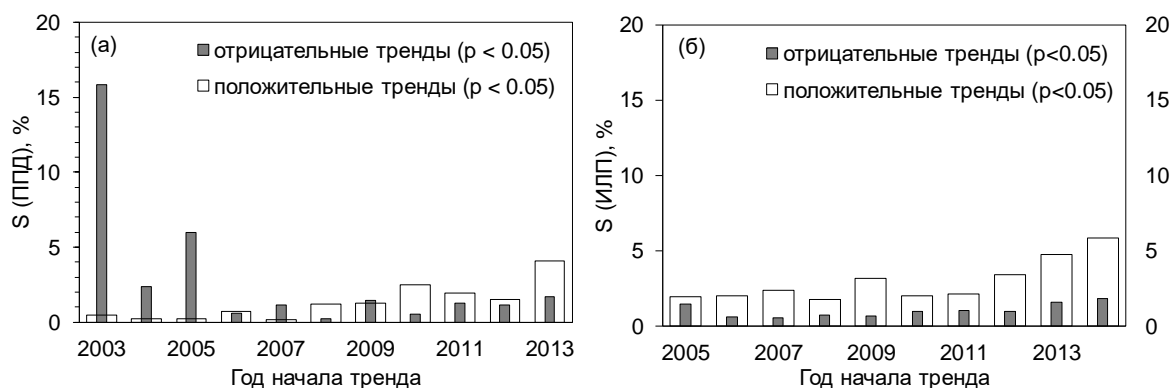 (а)
отрицательные тренды (p < 0.05)
положительные тренды (p < 0.05)
S (ППД), %
20
15
10
5
0
2003 2005 2007 2009 2011 2013
Год начала тренда
(б)
отрицательные тренды (p<0.05)
положительные тренды (p<0.05)
S (ИЛП), %
20
15
10
5
0
2005 2007 2009 2011 2013
Год начала тренда
20
15
10
5
0